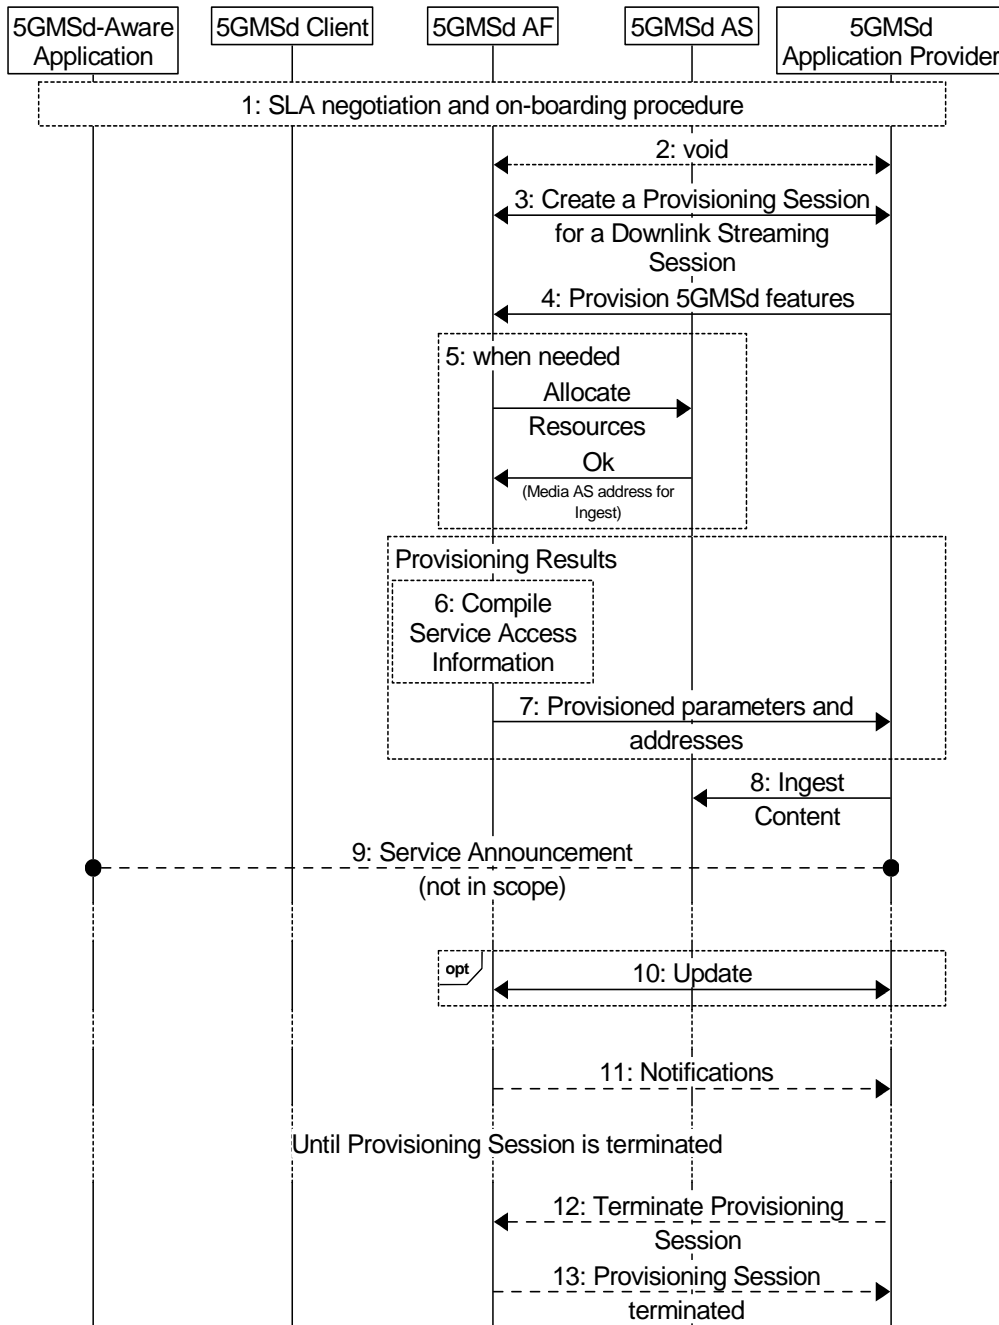 5GMSd-Aware
Application
5GMSd Client
5GMSd AF
5GMSd AS
5GMSd
Application Provider
1: SLA negotiation and on-boarding procedure
2: void
3: Create a Provisioning Session
for a Downlink Streaming
Session
4: Provision 5GMSd features
5: when needed
Allocate
Resources
Ok
(Media AS address for
Ingest)
Provisioning Results
6: Compile
Service Access
Information
7: Provisioned parameters and
addresses
8: Ingest
Content
9: Service Announcement
(not in scope)
opt
10: Update
11: Notifications
Until Provisioning Session is terminated
12: Terminate Provisioning
Session
13: Provisioning Session
terminated